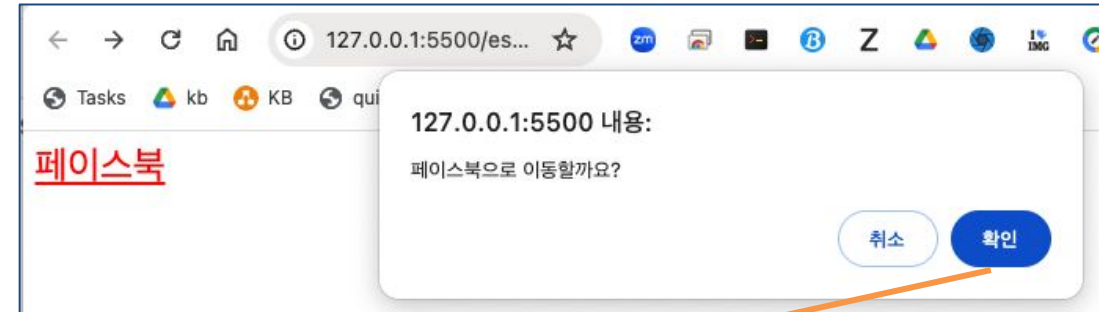 127.0.0.1:5500/es...
zm
B
Z
IMG
Tasks
kb
KB
qui
127.0.0.1:5500 내용:
페이스북으로 이동할까요?
취소
확인
페이스북